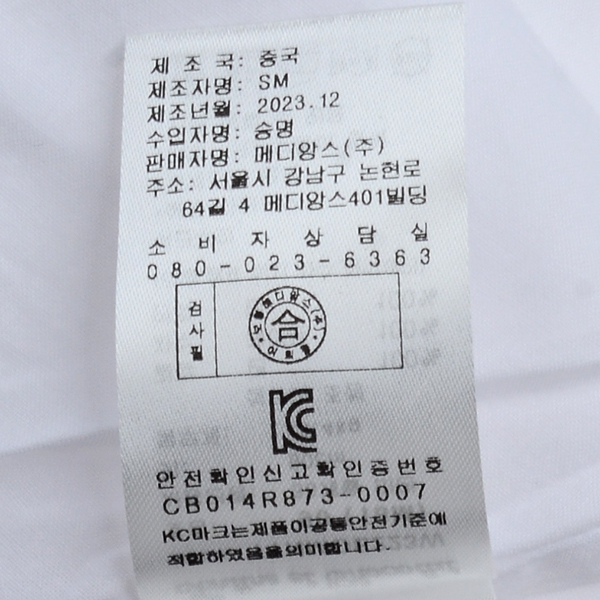 제 조 국: 중국
제조자명: SM
제조년월: 2023.12
수입자명: 승명
판매자명: 메디앙스(주)
주소: 서울시 강남구 논현로
64길 4 메디앙스401빌딩
소 비 자 상 담 실
080-023-6363
검사필
合
KC
안전확인신고확인증번호
CB014R873-0007
KC마크는제품이공통안전기준에
적합하였음을의미합니다.